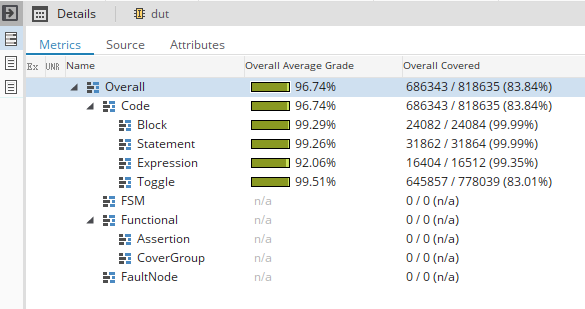 Details dut
Metrics Source Attributes
Ex UNR Name Overall Average Grade Overall Covered
Overall 96.74% 686343 / 818635 (83.84%)
Code 96.74% 686343 / 818635 (83.84%)
Block 99.29% 24082 / 24084 (99.99%)
Statement 99.26% 31862 / 31864 (99.99%)
Expression 92.06% 16404 / 16512 (99.35%)
Toggle 99.51% 645857 / 778039 (83.01%)
FSM n/a 0 / 0 (n/a)
Functional n/a 0 / 0 (n/a)
Assertion n/a 0 / 0 (n/a)
CoverGroup n/a 0 / 0 (n/a)
FaultNode n/a 0 / 0 (n/a)